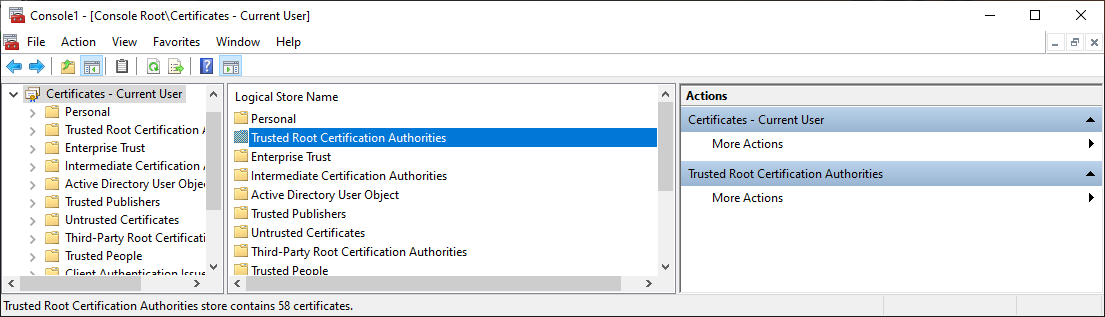 Console1 - [Console Root\Certificates - Current User]
File Action View Favorites Window Help
Certificates - Current User
Personal
Trusted Root Certification A
Enterprise Trust
Intermediate Certification A
Active Directory User Objec
Trusted Publishers
Untrusted Certificates
Third-Party Root Certificati
Trusted People
Client Authentication Issue
Logical Store Name
Personal
Trusted Root Certification Authorities
Enterprise Trust
Intermediate Certification Authorities
Active Directory User Object
Trusted Publishers
Untrusted Certificates
Third-Party Root Certification Authorities
Trusted People
Actions
Certificates - Current User
More Actions
Trusted Root Certification Authorities
More Actions
Trusted Root Certification Authorities store contains 58 certificates.